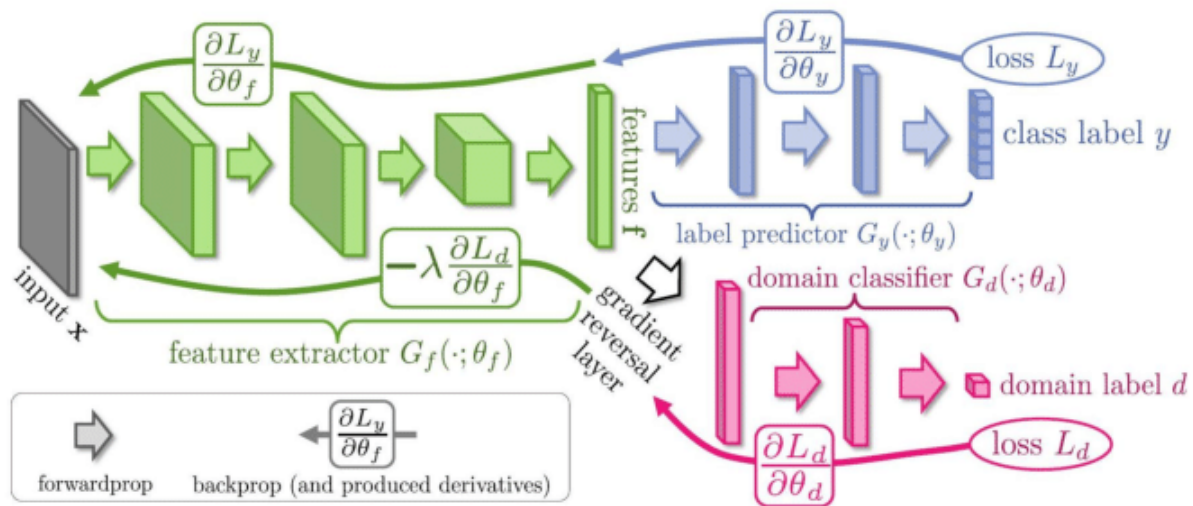 ∂L_y/∂θ_f
∂L_y/∂θ_y
loss L_y
features f
class label y
label predictor G_y(·; θ_y)
input x
−λ ∂L_d/∂θ_f
feature extractor G_f(·; θ_f)
gradient
reversal
layer
domain classifier G_d(·; θ_d)
domain label d
∂L_d/∂θ_d
loss L_d
forwardprop
∂L_y/∂θ_f
backprop (and produced derivatives)